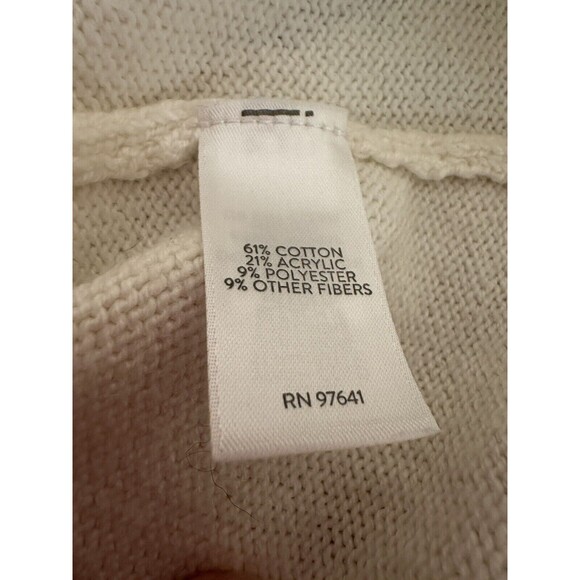 61% COTTON
21% ACRYLIC
9% POLYESTER
9% OTHER FIBERS
RN 97641